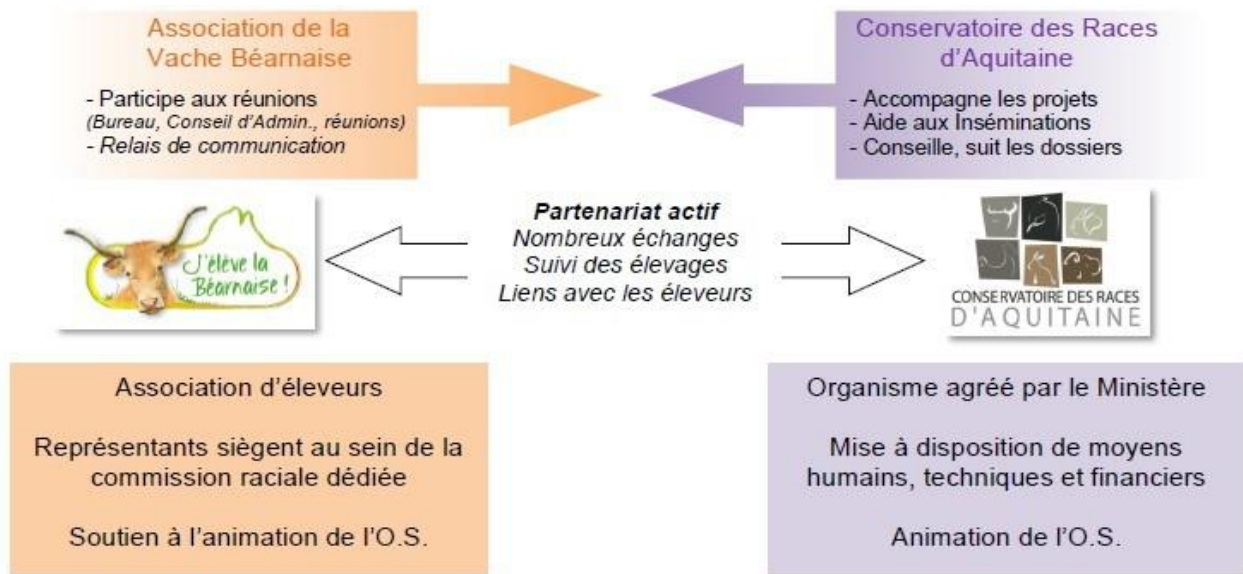 Association de la
Vache Béarnaise
- Participe aux réunions
(Bureau, Conseil d'Admin., réunions)
- Relais de communication
Conservatoire des Races
d'Aquitaine
- Accompagne les projets
- Aide aux Inséminations
- Conseille, suit les dossiers
J'élève la
Béarnaise !
Partenariat actif
Nombreux échanges
Suivi des élevages
Liens avec les éleveurs
CONSERVATOIRE DES RACES
D'AQUITAINE
Association d'éleveurs
Représentants siègent au sein de la
commission raciale dédiée
Soutien à l'animation de l'O.S.
Organisme agréé par le Ministère
Mise à disposition de moyens
humains, techniques et financiers
Animation de l'O.S.